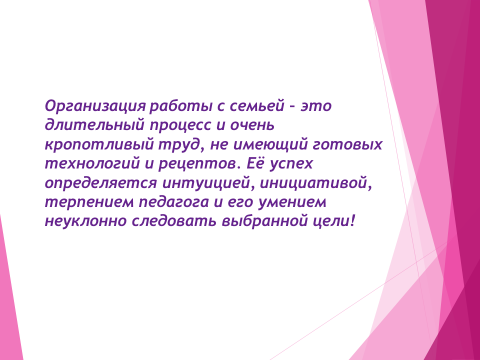 Организация работы с семьей – это
длительный процесс и очень
кропотливый труд, не имеющий готовых
технологий и рецептов. Её успех
определяется интуицией, инициативой,
терпением педагога и его умением
неуклонно следовать выбранной цели!